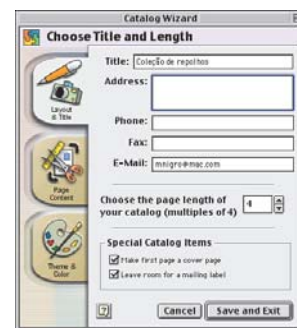 Catalog Wizard
Choose Title and Length
Layout
& Title
Page
Content
Theme &
Color
Title: Coleção de repolhos
Address:
Phone:
Fax:
E-Mail: mnigro@mac.com
Choose the page length of
your catalog (multiples of 4)
4
Special Catalog Items
Make first page a cover page
Leave room for a mailing label
?
Cancel
Save and Exit